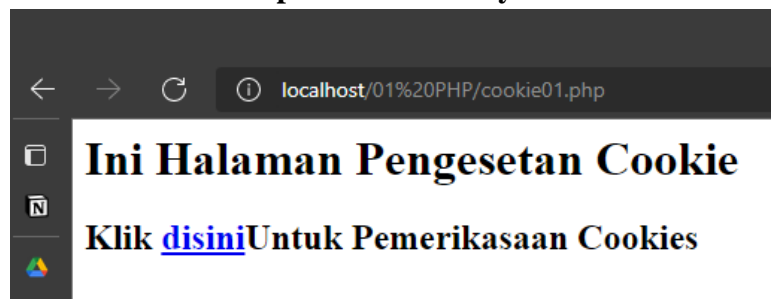 localhost/01%20PHP/cookie01.php
Ini Halaman Pengesetan Cookie
Klik disiniUntuk Pemerikasaan Cookies